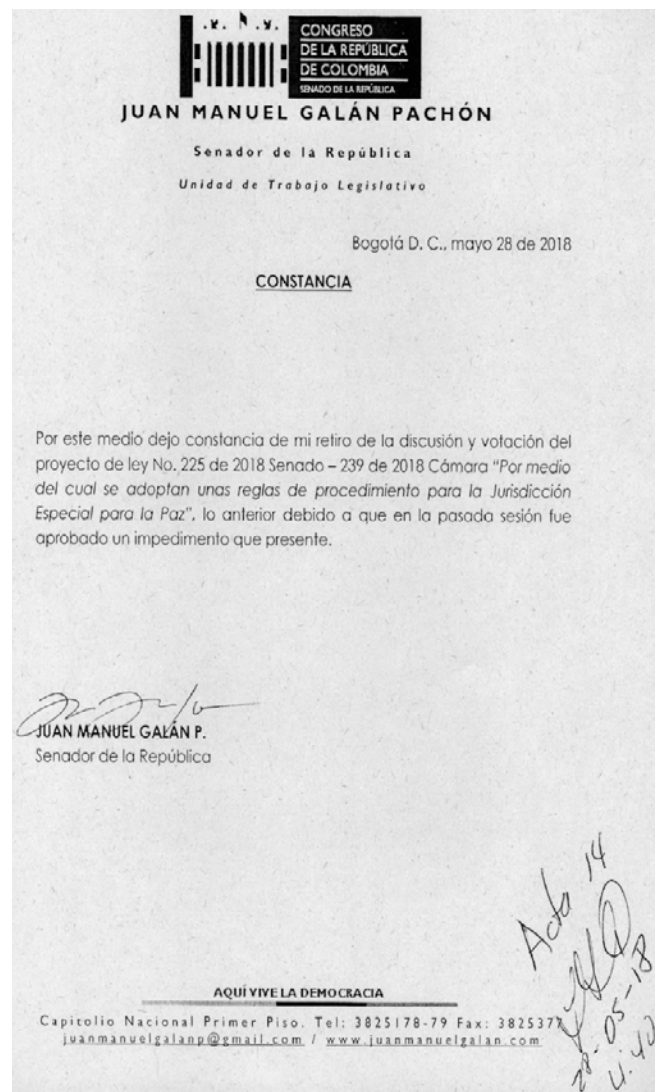 CONGRESO
DE LA REPÚBLICA
DE COLOMBIA
SENADO DE LA REPÚBLICA
JUAN MANUEL GALÁN PACHÓN
Senador de la República
Unidad de Trabajo Legislativo
Bogotá D. C., mayo 28 de 2018
CONSTANCIA
Por este medio dejo constancia de mi retiro de la discusión y votación del
proyecto de ley No. 225 de 2018 Senado – 239 de 2018 Cámara "Por medio
del cual se adoptan unas reglas de procedimiento para la Jurisdicción
Especial para la Paz", lo anterior debido a que en la pasada sesión fue
aprobado un impedimento que presente.
JUAN MANUEL GALÁN P.
Senador de la República
Acta 14
28-05-18
AQUÍ VIVE LA DEMOCRACIA
Capitolio Nacional Primer Piso. Tel: 3825178-79 Fax: 3825377
juanmanuelgalanp@gmail.com / www.juanmanuelgalan.com